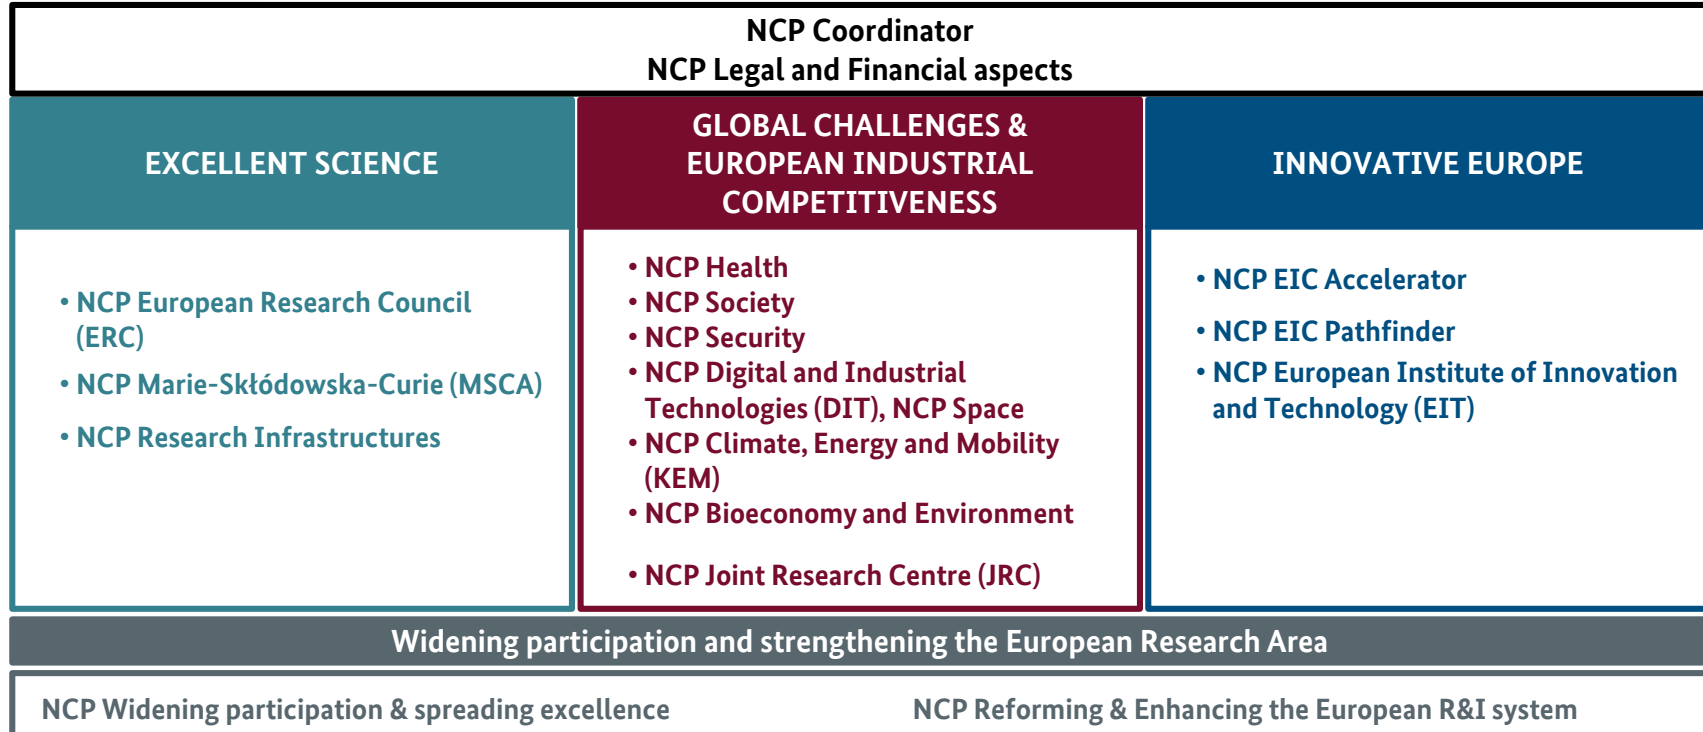 NCP Coordinator
NCP Legal and Financial aspects
EXCELLENT SCIENCE
• NCP European Research Council
(ERC)
• NCP Marie-Skłódowska-Curie (MSCA)
• NCP Research Infrastructures
GLOBAL CHALLENGES &
EUROPEAN INDUSTRIAL
COMPETITIVENESS
• NCP Health
• NCP Society
• NCP Security
• NCP Digital and Industrial
Technologies (DIT), NCP Space
• NCP Climate, Energy and Mobility
(KEM)
• NCP Bioeconomy and Environment
• NCP Joint Research Centre (JRC)
INNOVATIVE EUROPE
• NCP EIC Accelerator
• NCP EIC Pathfinder
• NCP European Institute of Innovation
and Technology (EIT)
Widening participation and strengthening the European Research Area
NCP Widening participation & spreading excellence
NCP Reforming & Enhancing the European R&I system